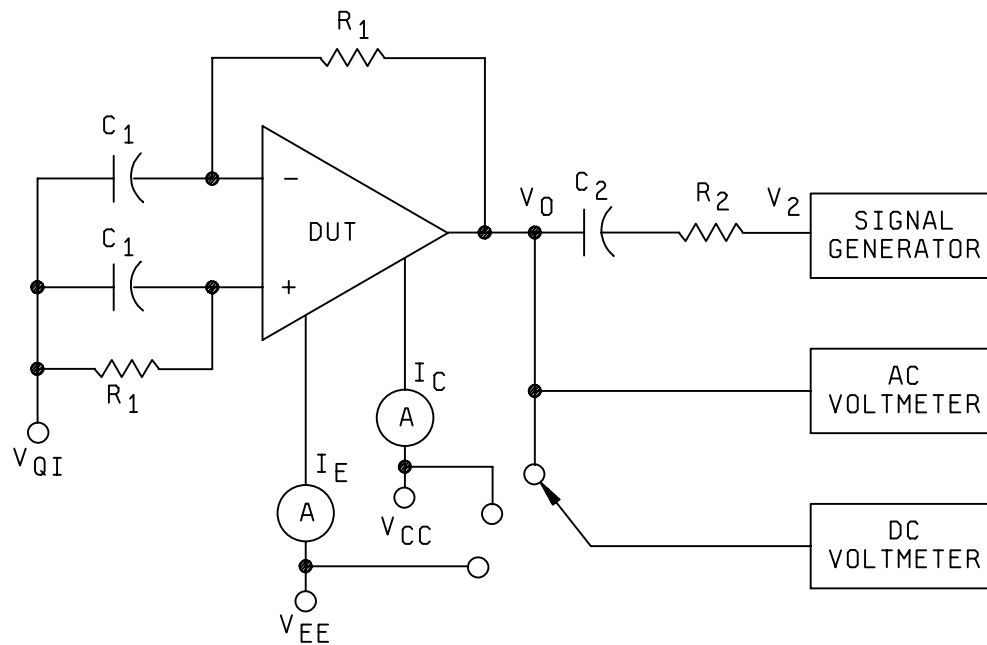 R1
C1
−
DUT
VO
C2
R2
V2
SIGNAL
GENERATOR
C1
+
R1
IC
A
AC
VOLTMETER
VQI
IE
A
VCC
DC
VOLTMETER
VEE